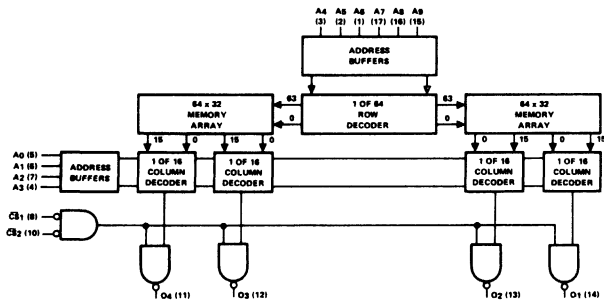 A4 A5 A6 A7 A8 A9
(3) (2) (1) (17) (16) (15)
ADDRESS
BUFFERS
64 x 32
MEMORY
ARRAY
63
0
1 OF 64
ROW
DECODER
63
0
64 x 32
MEMORY
ARRAY
15 0 15 0
0 15 0 15
A0 (5)
A1 (6)
A2 (7)
A3 (4)
ADDRESS
BUFFERS
1 OF 16
COLUMN
DECODER
1 OF 16
COLUMN
DECODER
1 OF 16
COLUMN
DECODER
1 OF 16
COLUMN
DECODER
C̅S̅1 (8)
C̅S̅2 (10)
O4 (11)
O3 (12)
O2 (13)
O1 (14)